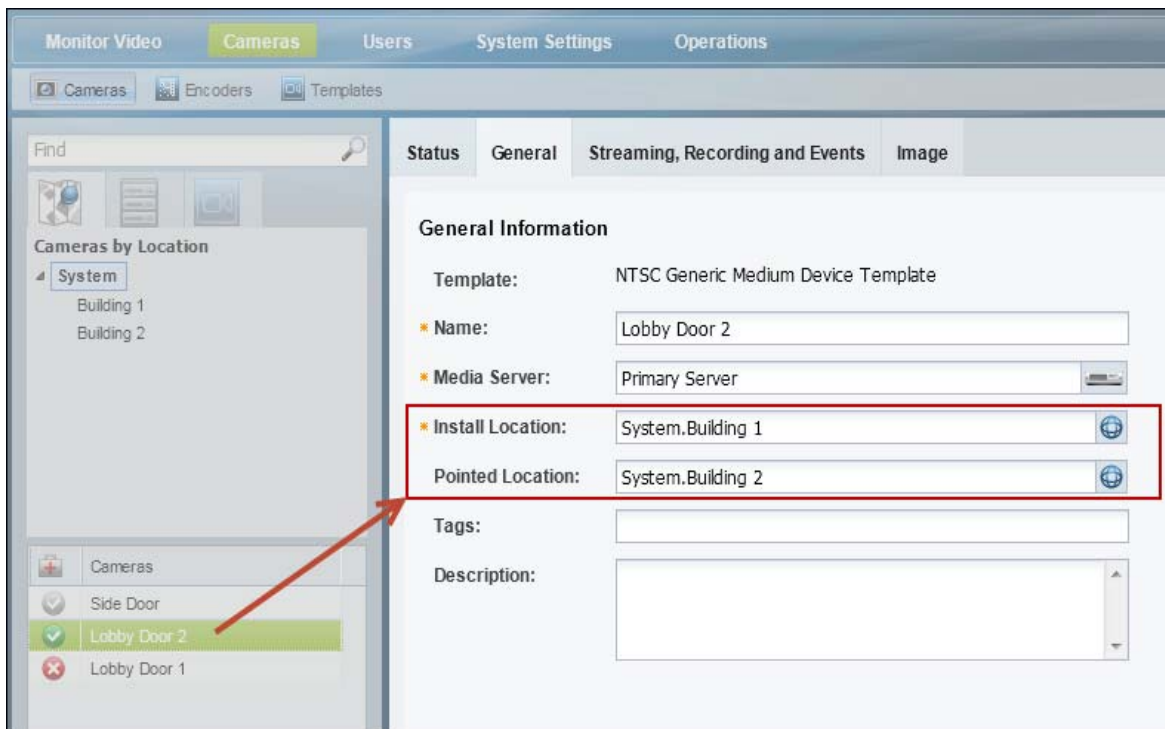 Monitor Video Cameras Users System Settings Operations
Cameras Encoders Templates
Find
Cameras by Location
System
Building 1
Building 2
Cameras
Side Door
Lobby Door 2
Lobby Door 1
Status General Streaming, Recording and Events Image
General Information
Template: NTSC Generic Medium Device Template
* Name: Lobby Door 2
* Media Server: Primary Server
* Install Location: System.Building 1
Pointed Location: System.Building 2
Tags:
Description: